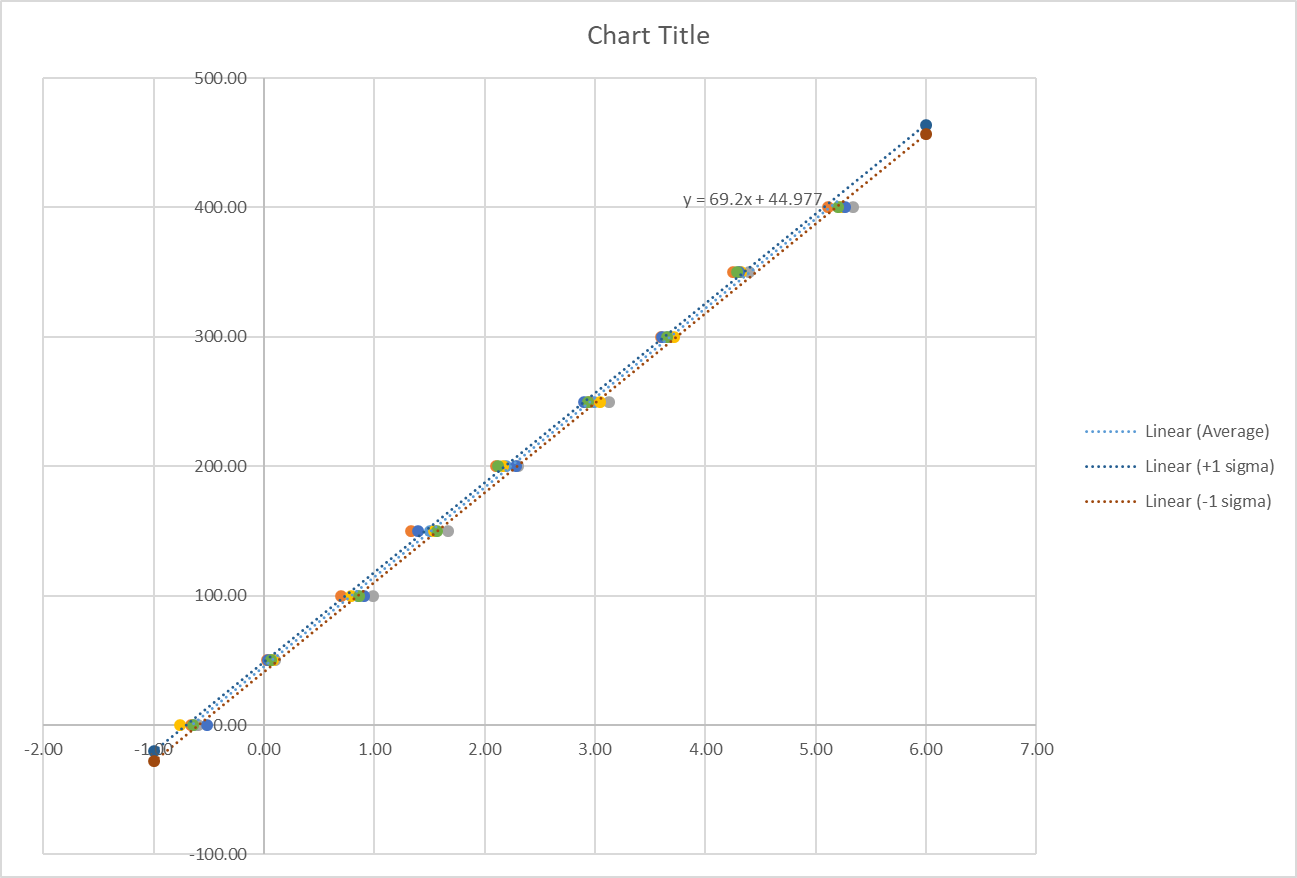 Chart Title
500.00
y = 69.2x + 44.977
400.00
300.00
Linear (Average)
Linear (+1 sigma)
Linear (-1 sigma)
200.00
100.00
0.00
-2.00 -1.00 0.00 1.00 2.00 3.00 4.00 5.00 6.00 7.00
-100.00